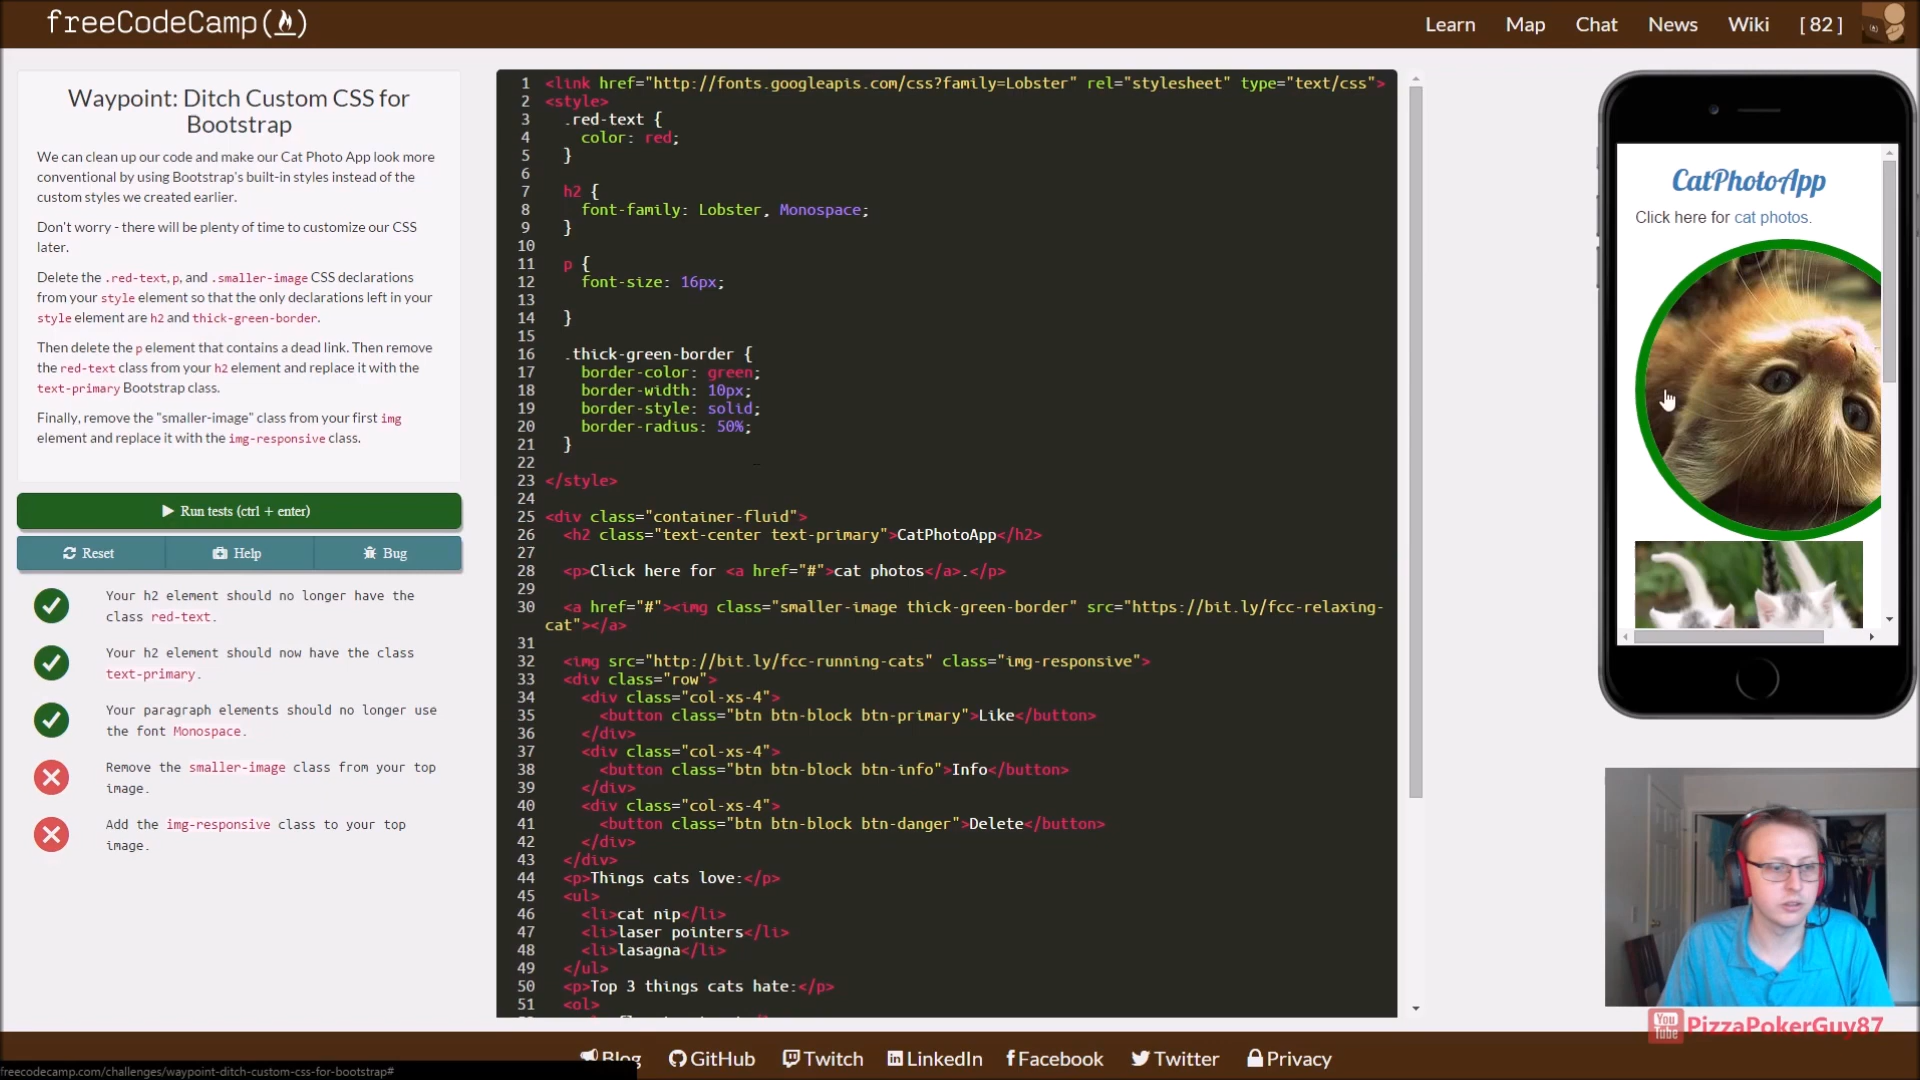 freeCodeCamp
Learn
Map
Chat
News
Wiki
[ 82 ]
Waypoint: Ditch Custom CSS for
Bootstrap
We can clean up our code and make our Cat Photo App look more
conventional by using Bootstrap's built-in styles instead of the
custom styles we created earlier.
Don't worry - there will be plenty of time to customize our CSS
later.
Delete the .red-text, p, and .smaller-image CSS declarations
from your style element so that the only declarations left in your
style element are h2 and thick-green-border.
Then delete the p element that contains a dead link. Then remove
the red-text class from your h2 element and replace it with the
text-primary Bootstrap class.
Finally, remove the "smaller-image" class from your first img
element and replace it with the img-responsive class.
Run tests (ctrl + enter)
Reset
Help
Bug
Your h2 element should no longer have the
class red-text.
Your h2 element should now have the class
text-primary.
Your paragraph elements should no longer use
the font Monospace.
Remove the smaller-image class from your top
image.
Add the img-responsive class to your top
image.
1 <link href="http://fonts.googleapis.com/css?family=Lobster" rel="stylesheet" type="text/css">
2 <style>
3 .red-text {
4 color: red;
5 }
6
7 h2 {
8 font-family: Lobster, Monospace;
9 }
10
11 p {
12 font-size: 16px;
13
14 }
15
16 .thick-green-border {
17 border-color: green;
18 border-width: 10px;
19 border-style: solid;
20 border-radius: 50%;
21 }
22
23 </style>
24
25 <div class="container-fluid">
26 <h2 class="text-center text-primary">CatPhotoApp</h2>
27
28 <p>Click here for <a href="#">cat photos</a>.</p>
29
30 <a href="#"><img class="smaller-image thick-green-border" src="https://bit.ly/fcc-relaxing-
cat"></a>
31
32 <img src="http://bit.ly/fcc-running-cats" class="img-responsive">
33 <div class="row">
34 <div class="col-xs-4">
35 <button class="btn btn-block btn-primary">Like</button>
36 </div>
37 <div class="col-xs-4">
38 <button class="btn btn-block btn-info">Info</button>
39 </div>
40 <div class="col-xs-4">
41 <button class="btn btn-block btn-danger">Delete</button>
42 </div>
43 </div>
44 <p>Things cats love:</p>
45 <ul>
46 <li>cat nip</li>
47 <li>laser pointers</li>
48 <li>lasagna</li>
49 </ul>
50 <p>Top 3 things cats hate:</p>
51 <ol>
CatPhotoApp
Click here for cat photos.
You
Tube
PizzaPokerGuy87
Blog
GitHub
Twitch
LinkedIn
Facebook
Twitter
Privacy
freecodecamp.com/challenges/waypoint-ditch-custom-css-for-bootstrap#